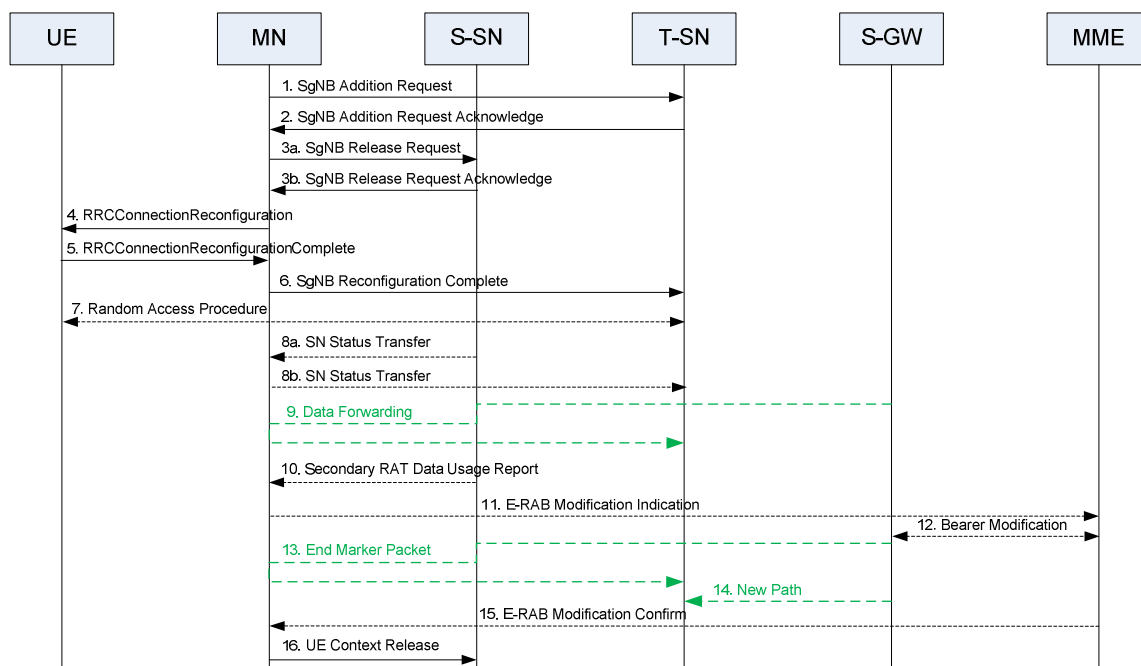 UE
MN
S-SN
T-SN
S-GW
MME
1. SgNB Addition Request
2. SgNB Addition Request Acknowledge
3a. SgNB Release Request
3b. SgNB Release Request Acknowledge
4. RRCConnectionReconfiguration
5. RRCConnectionReconfigurationComplete
6. SgNB Reconfiguration Complete
7. Random Access Procedure
8a. SN Status Transfer
8b. SN Status Transfer
9. Data Forwarding
10. Secondary RAT Data Usage Report
11. E-RAB Modification Indication
12. Bearer Modification
13. End Marker Packet
14. New Path
15. E-RAB Modification Confirm
16. UE Context Release